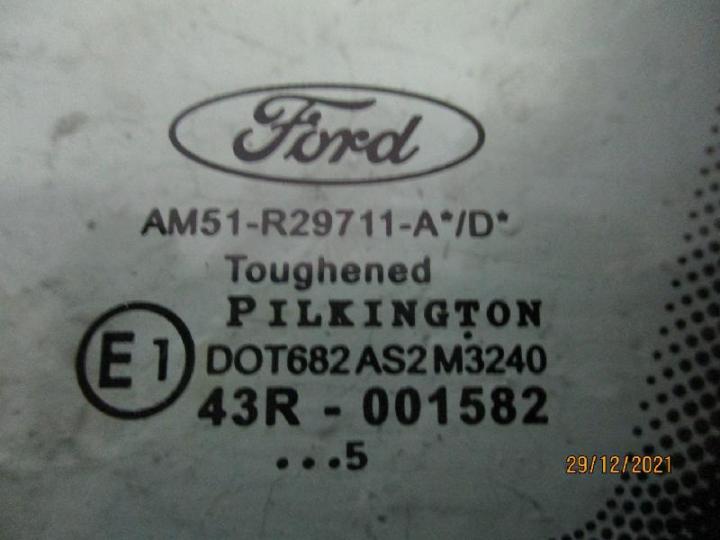 Ford
AM51-R29711-A*/D*
Toughened
PILKINGTON
E1
DOT682 AS2 M3240
43R - 001582
...5
29/12/2021